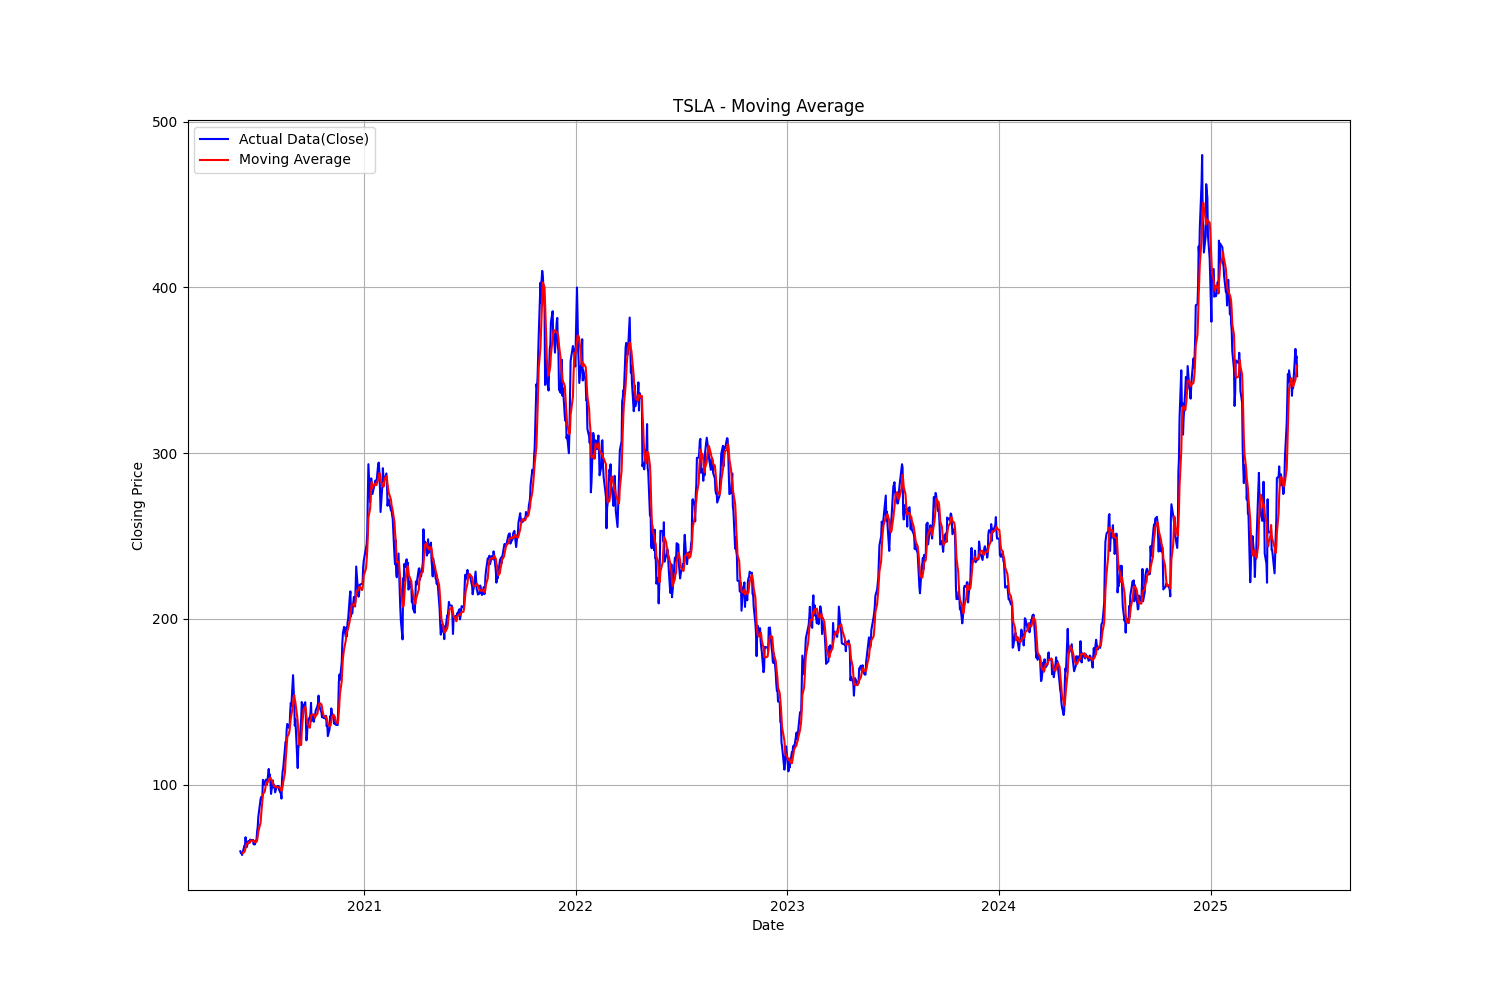 TSLA - Moving Average
Actual Data(Close)
Moving Average
500
400
300
200
100
Closing Price
2021 2022 2023 2024 2025
Date